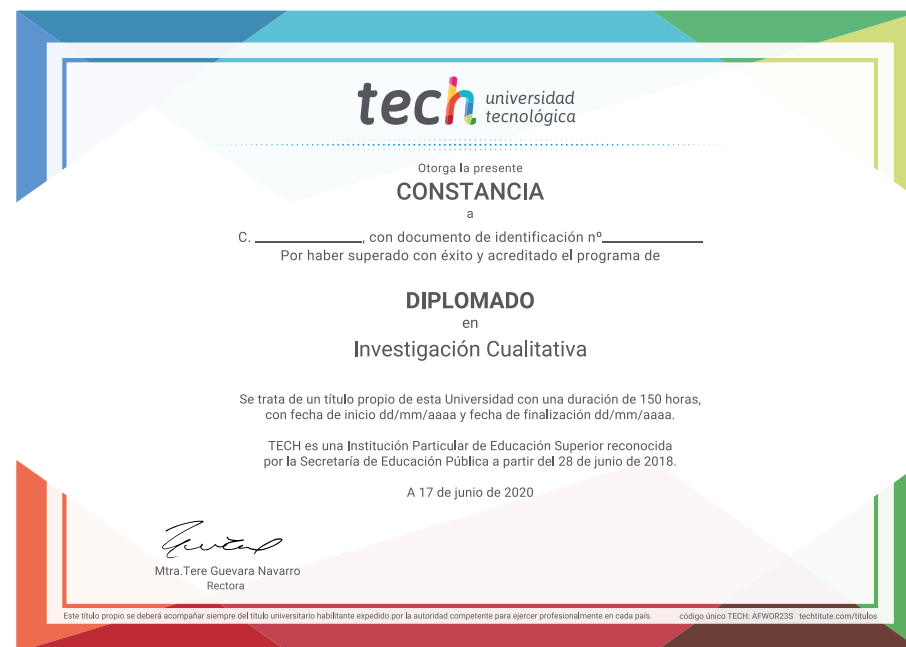 tech universidad
tecnológica
Otorga la presente
CONSTANCIA
a
C. ____________, con documento de identificación nº____________
Por haber superado con éxito y acreditado el programa de
DIPLOMADO
en
Investigación Cualitativa
Se trata de un título propio de esta Universidad con una duración de 150 horas,
con fecha de inicio dd/mm/aaaa y fecha de finalización dd/mm/aaaa.
TECH es una Institución Particular de Educación Superior reconocida
por la Secretaría de Educación Pública a partir del 28 de junio de 2018.
A 17 de junio de 2020
Mtra.Tere Guevara Navarro
Rectora
Este título propio se deberá acompañar siempre del título universitario habilitante expedido por la autoridad competente para ejercer profesionalmente en cada país. código único TECH: AFWOR23S techtitute.com/titulos